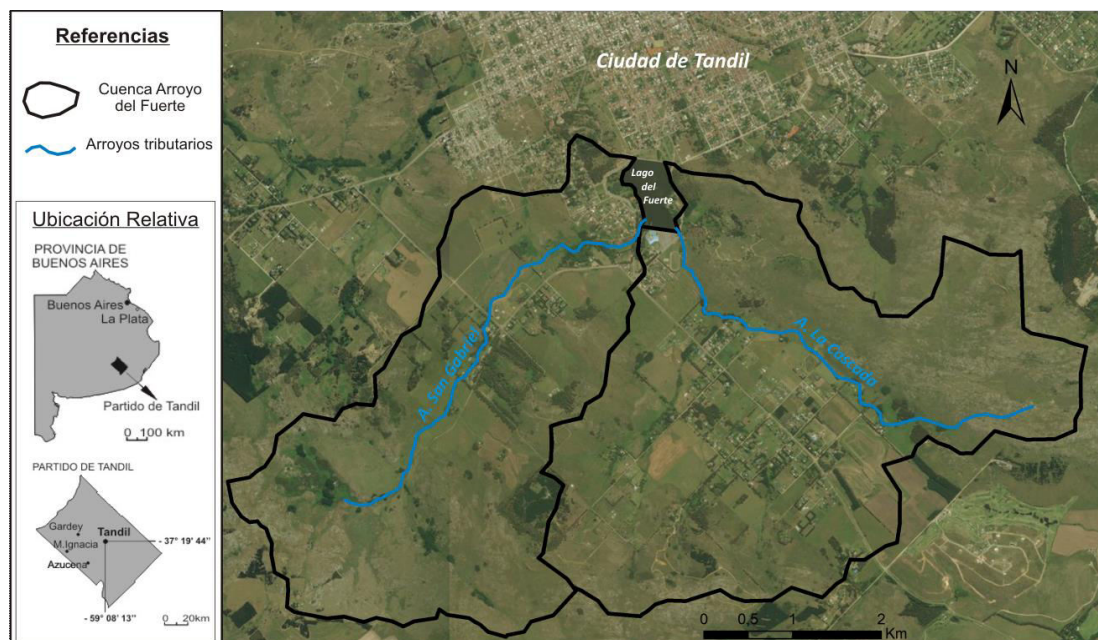 Referencias
Cuenca Arroyo
del Fuerte
Arroyos tributarios
Ubicación Relativa
PROVINCIA DE
BUENOS AIRES
Buenos Aires
La Plata
Partido de Tandil
0 100 km
PARTIDO DE TANDIL
Gardey
Tandil
M.Ignacia
- 37° 19' 44''
Azucena
- 59° 08' 13''
0 20km
Ciudad de Tandil
N
Lago
del
Fuerte
A. San Gabriel
A. La Cascada
0 0,5 1 2
Km